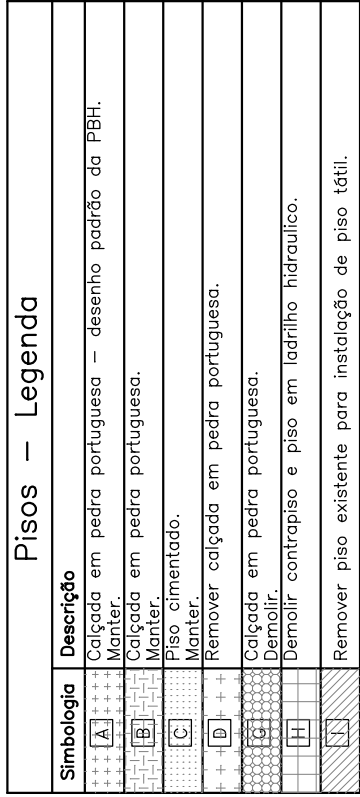 Pisos – Legenda
Simbologia Descrição
A Calçada em pedra portuguesa – desenho padrão da PBH.
Manter.
B Calçada em pedra portuguesa.
Manter.
C Piso cimentado.
Manter.
D Remover calçada em pedra portuguesa.
G Calçada em pedra portuguesa.
Demolir.
H Demolir contrapiso e piso em ladrilho hidraulico.
I Remover piso existente para instalação de piso tátil.